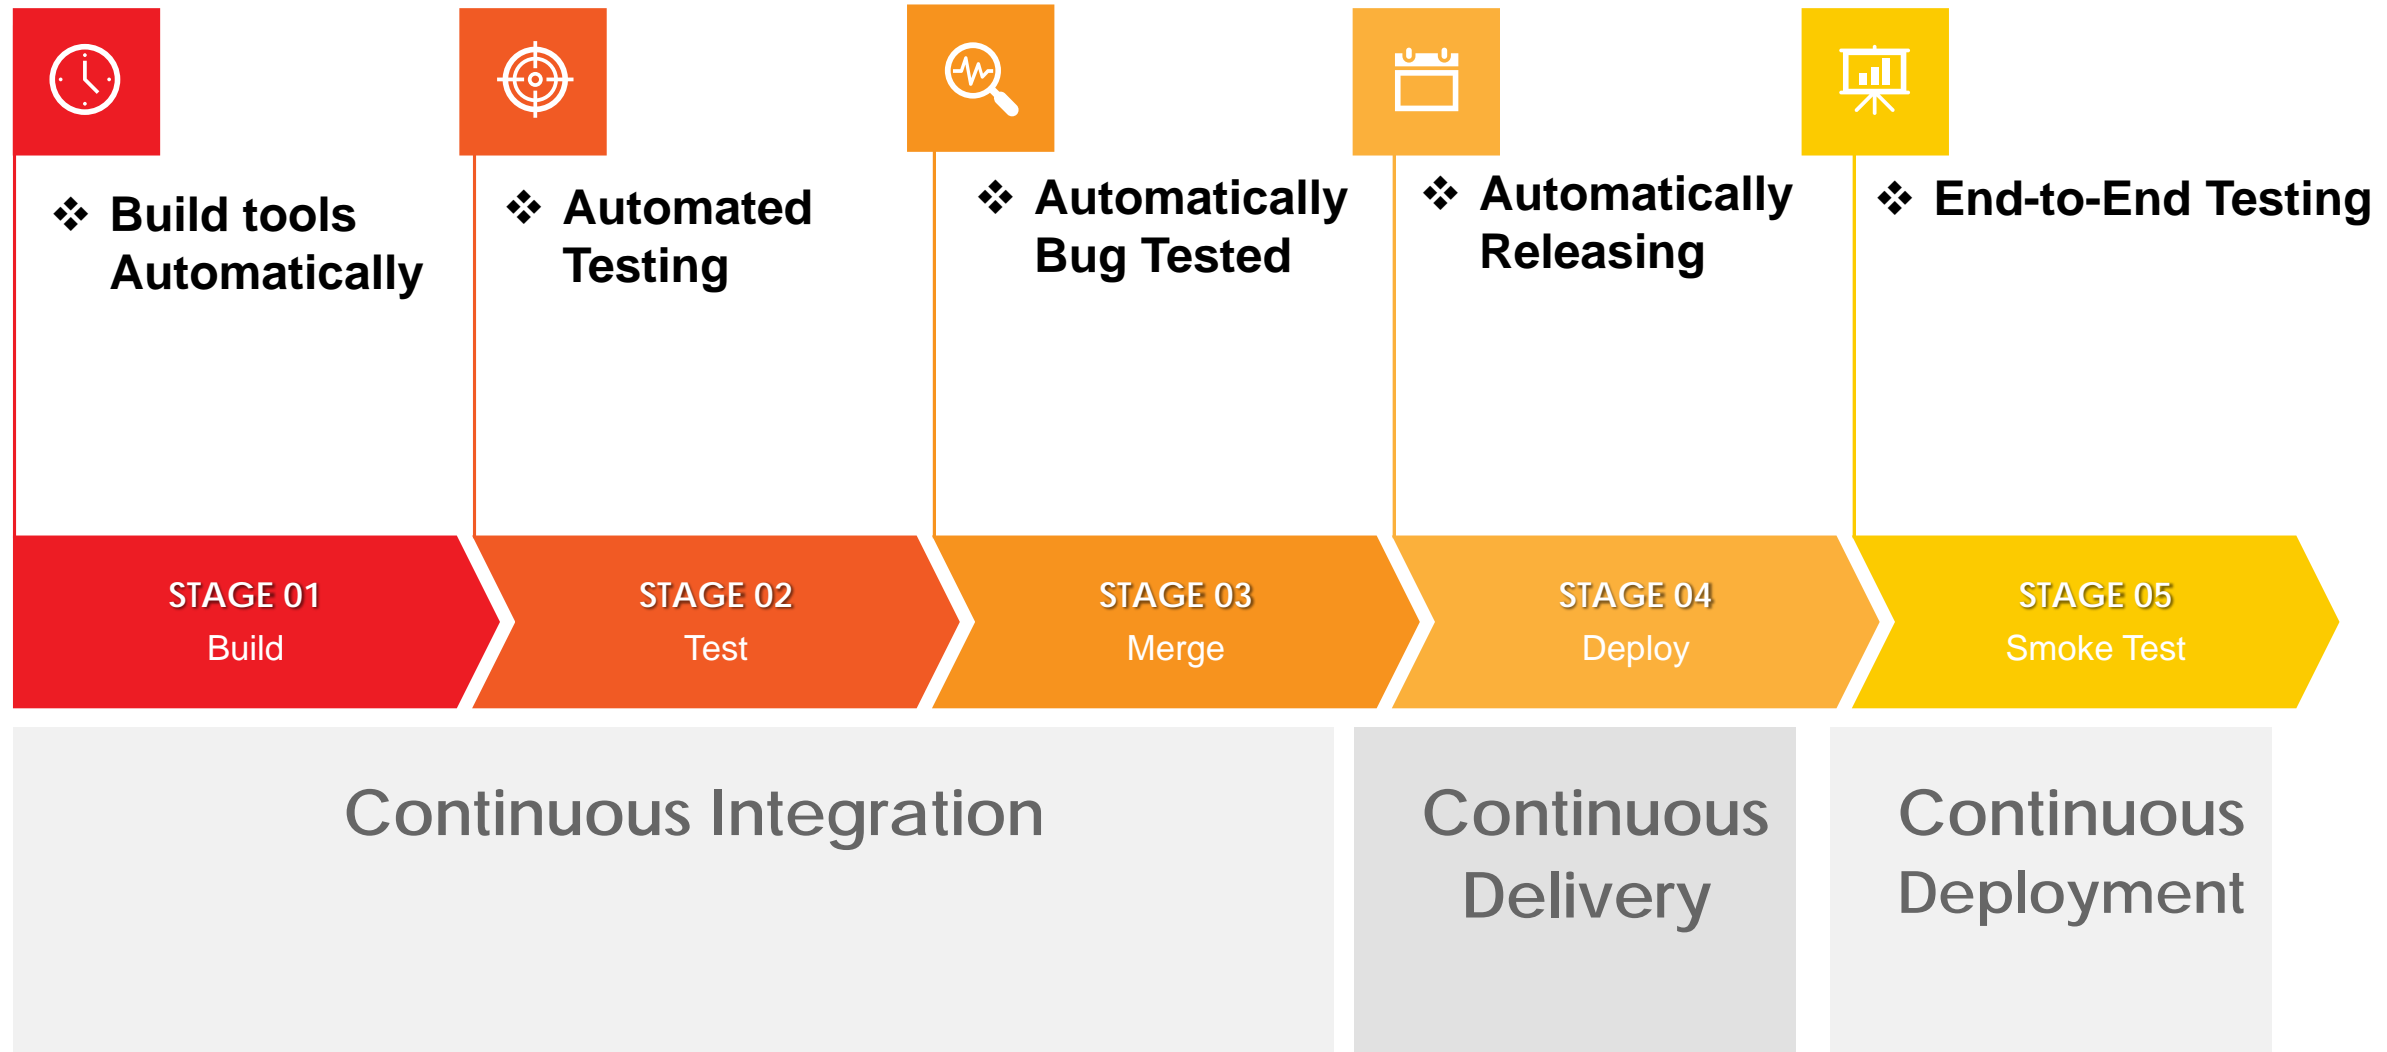 ❖ Build tools
Automatically
❖ Automated
Testing
❖ Automatically
Bug Tested
❖ Automatically
Releasing
❖ End-to-End Testing
STAGE 01
Build
STAGE 02
Test
STAGE 03
Merge
STAGE 04
Deploy
STAGE 05
Smoke Test
Continuous Integration
Continuous
Delivery
Continuous
Deployment